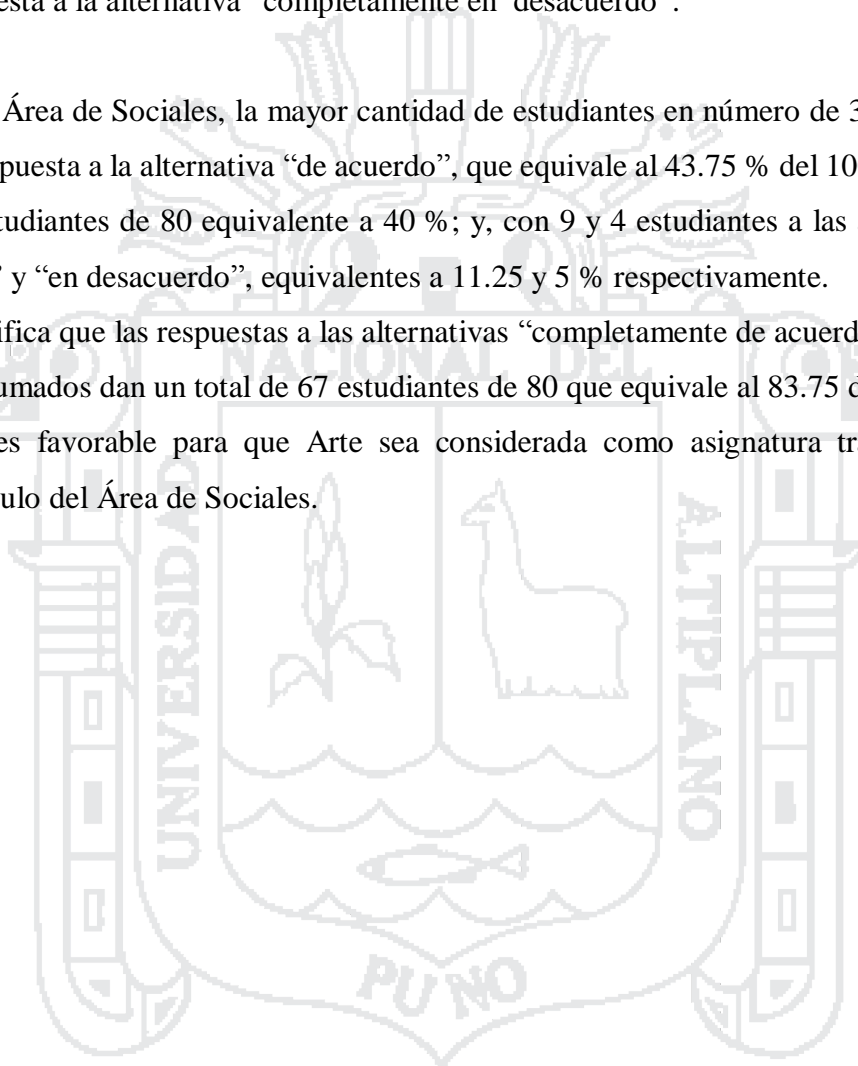 esta a la alternativa “completamente en desacuerdo”.
Área de Sociales, la mayor cantidad de estudiantes en número de 3
puesta a la alternativa “de acuerdo”, que equivale al 43.75 % del 10
tudiantes de 80 equivalente a 40 %; y, con 9 y 4 estudiantes a las
” y “en desacuerdo”, equivalentes a 11.25 y 5 % respectivamente.
ifica que las respuestas a las alternativas “completamente de acuerd
umados dan un total de 67 estudiantes de 80 que equivale al 83.75 d
es favorable para que Arte sea considerada como asignatura tra
ulo del Área de Sociales.
NACIONAL DEL
UNIVERSIDAD
ALTIPLANO
PUNO